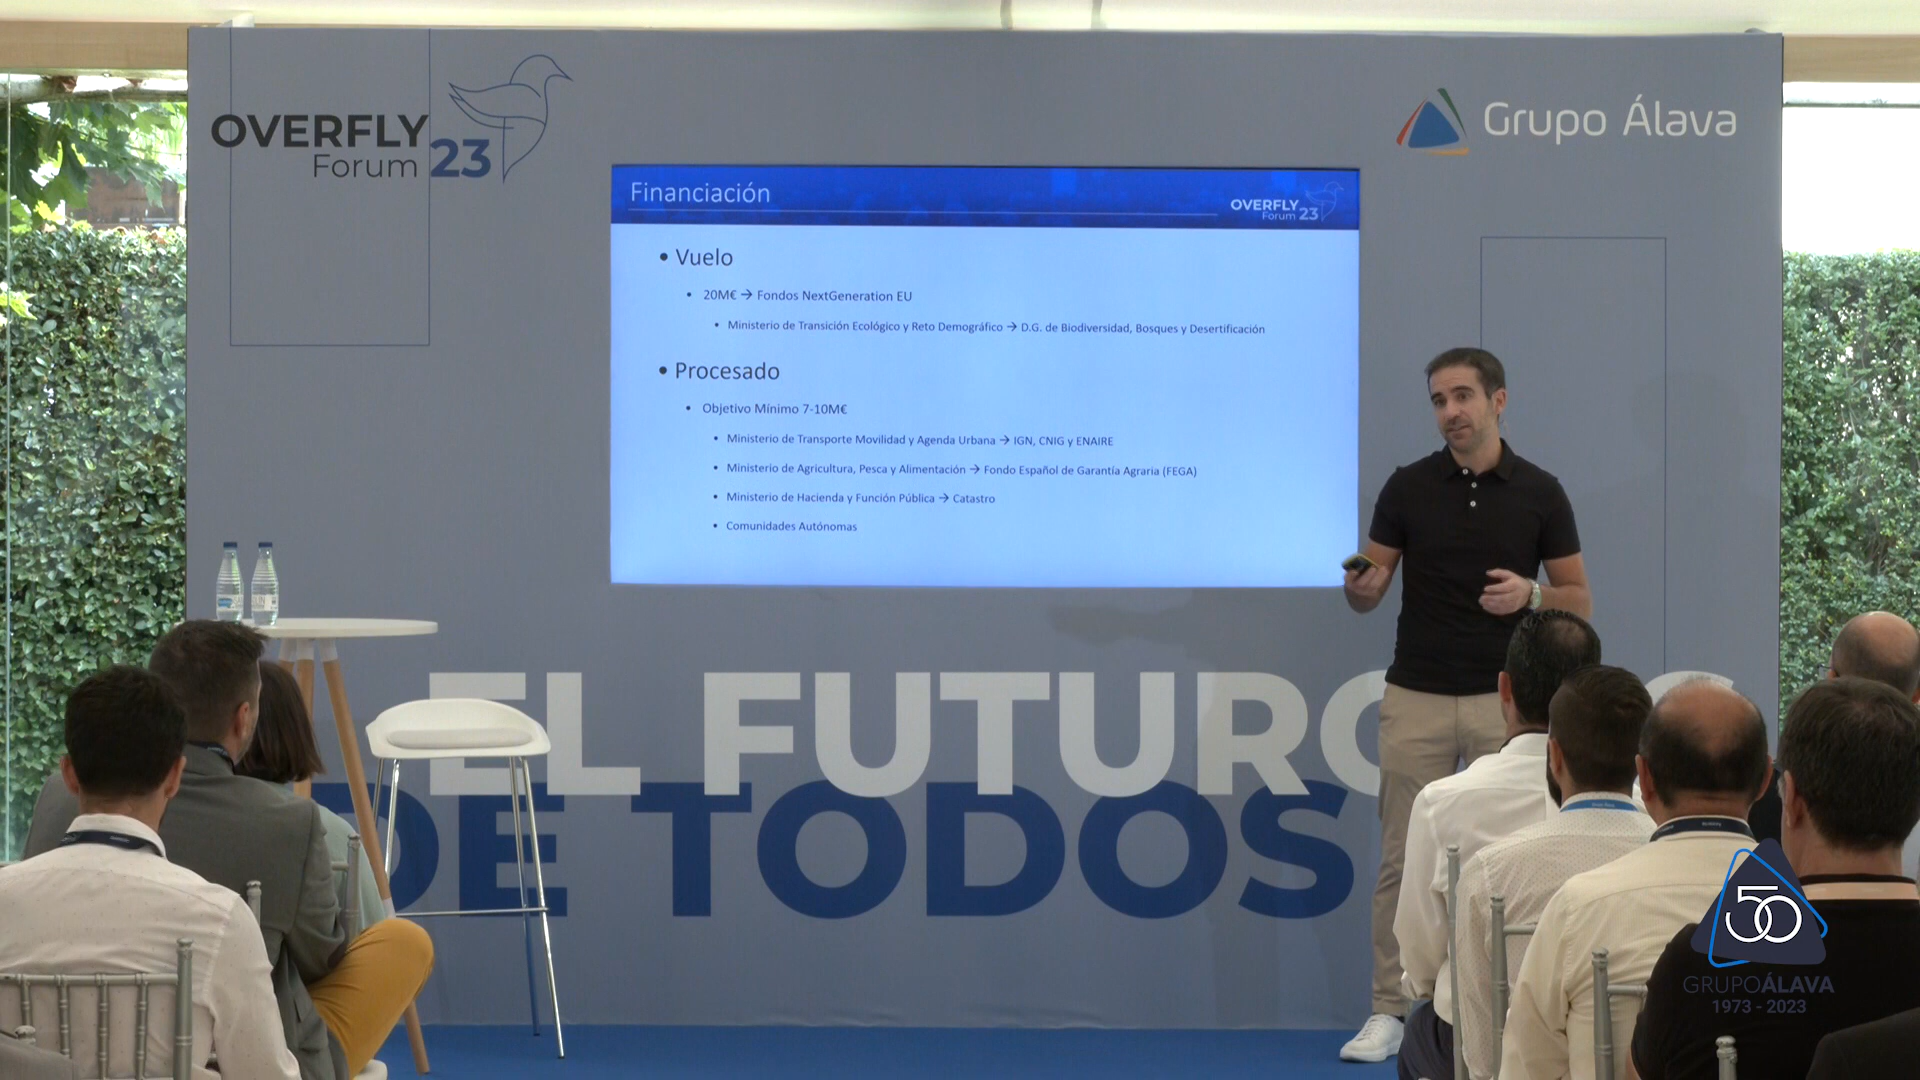 OVERFLY
Forum 23
Grupo Álava
Financiación
OVERFLY
Forum 23
• Vuelo
• 20M€ → Fondos NextGeneration EU
• Ministerio de Transición Ecológico y Reto Demográfico → D.G. de Biodiversidad, Bosques y Desertificación
• Procesado
• Objetivo Mínimo 7-10M€
• Ministerio de Transporte Movilidad y Agenda Urbana → IGN, CNIG y ENAIRE
• Ministerio de Agricultura, Pesca y Alimentación → Fondo Español de Garantía Agraria (FEGA)
• Ministerio de Hacienda y Función Pública → Catastro
• Comunidades Autónomas
EL FUTURO
DE TODOS
50
GRUPOÁLAVA
1973 - 2023